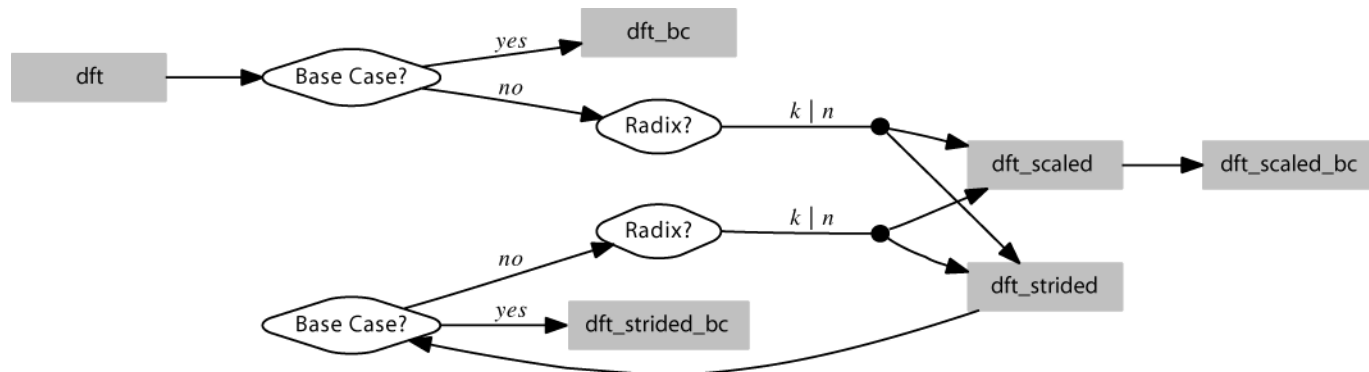 dft
Base Case?
yes
dft_bc
no
Radix?
k | n
dft_scaled
dft_scaled_bc
Radix?
k | n
no
dft_strided
Base Case?
yes
dft_strided_bc